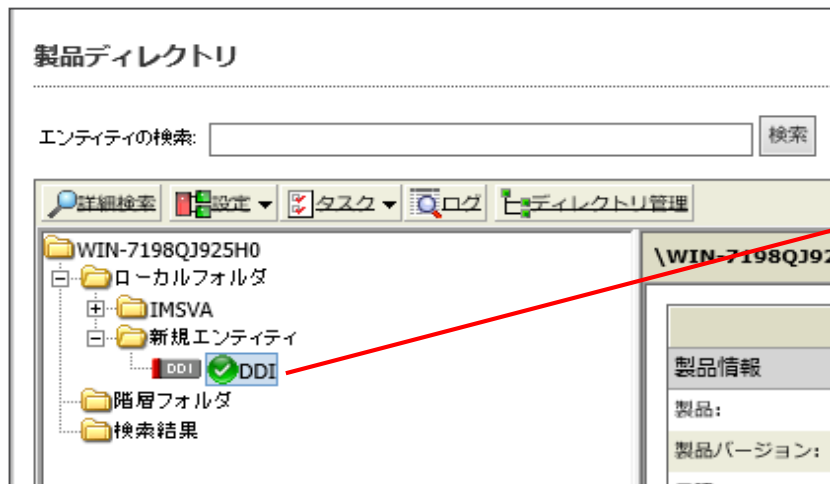 製品ディレクトリ
エンティティの検索:
検索
詳細検索 設定 タスク ログ ディレクトリ管理
WIN-7198QJ925H0
ローカルフォルダ
IMSVA
新規エンティティ
DDI DDI
階層フォルダ
検索結果
\WIN-7198QJ92
製品情報
製品:
製品バージョン: